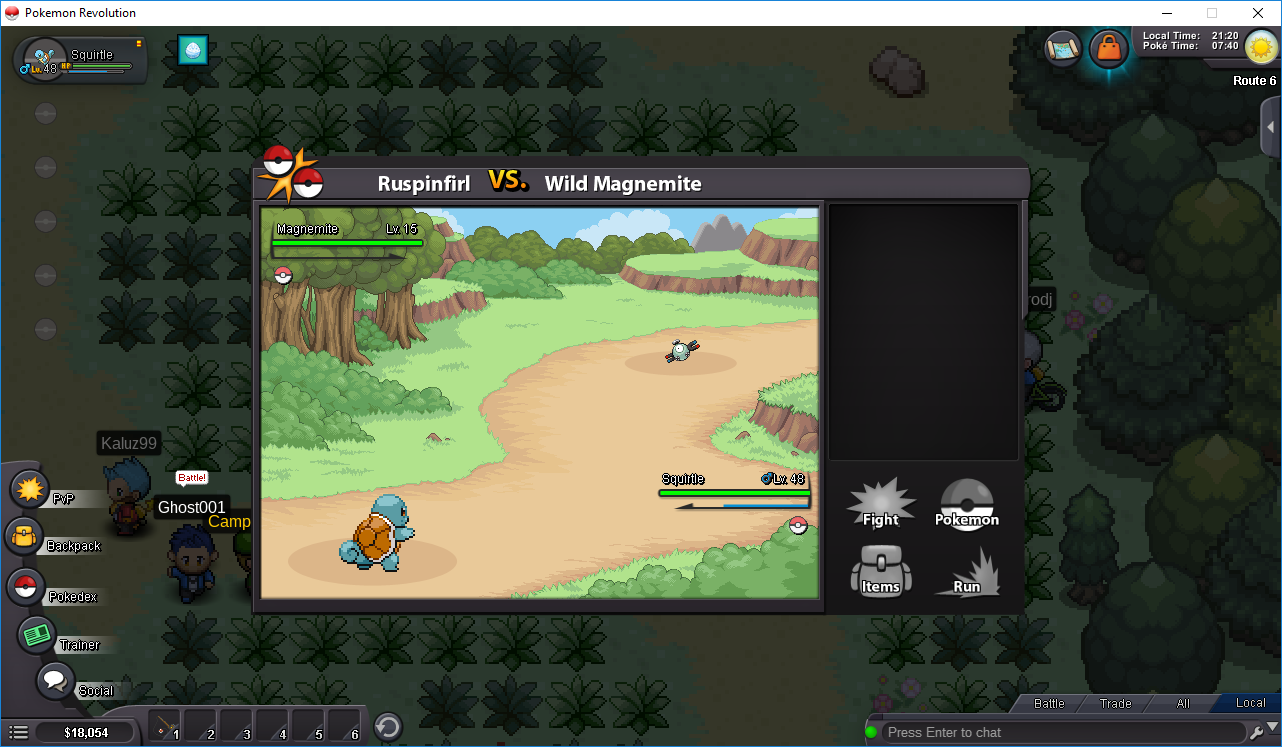 Pokemon Revolution
Squirtle
Lv. 48
HP
Local Time: 21:20
Poké Time: 07:40
Route 6
Ruspinfirl VS. Wild Magnemite
Magnemite Lv. 15
rodj
Kaluz99
Battle!
Ghost001
Camp
Squirtle Lv. 48
Fight
Pokemon
Items
Run
PvP
Backpack
Pokedex
Trainer
Social
$18,054
1 2 3 4 5 6
Battle Trade All Local
Press Enter to chat